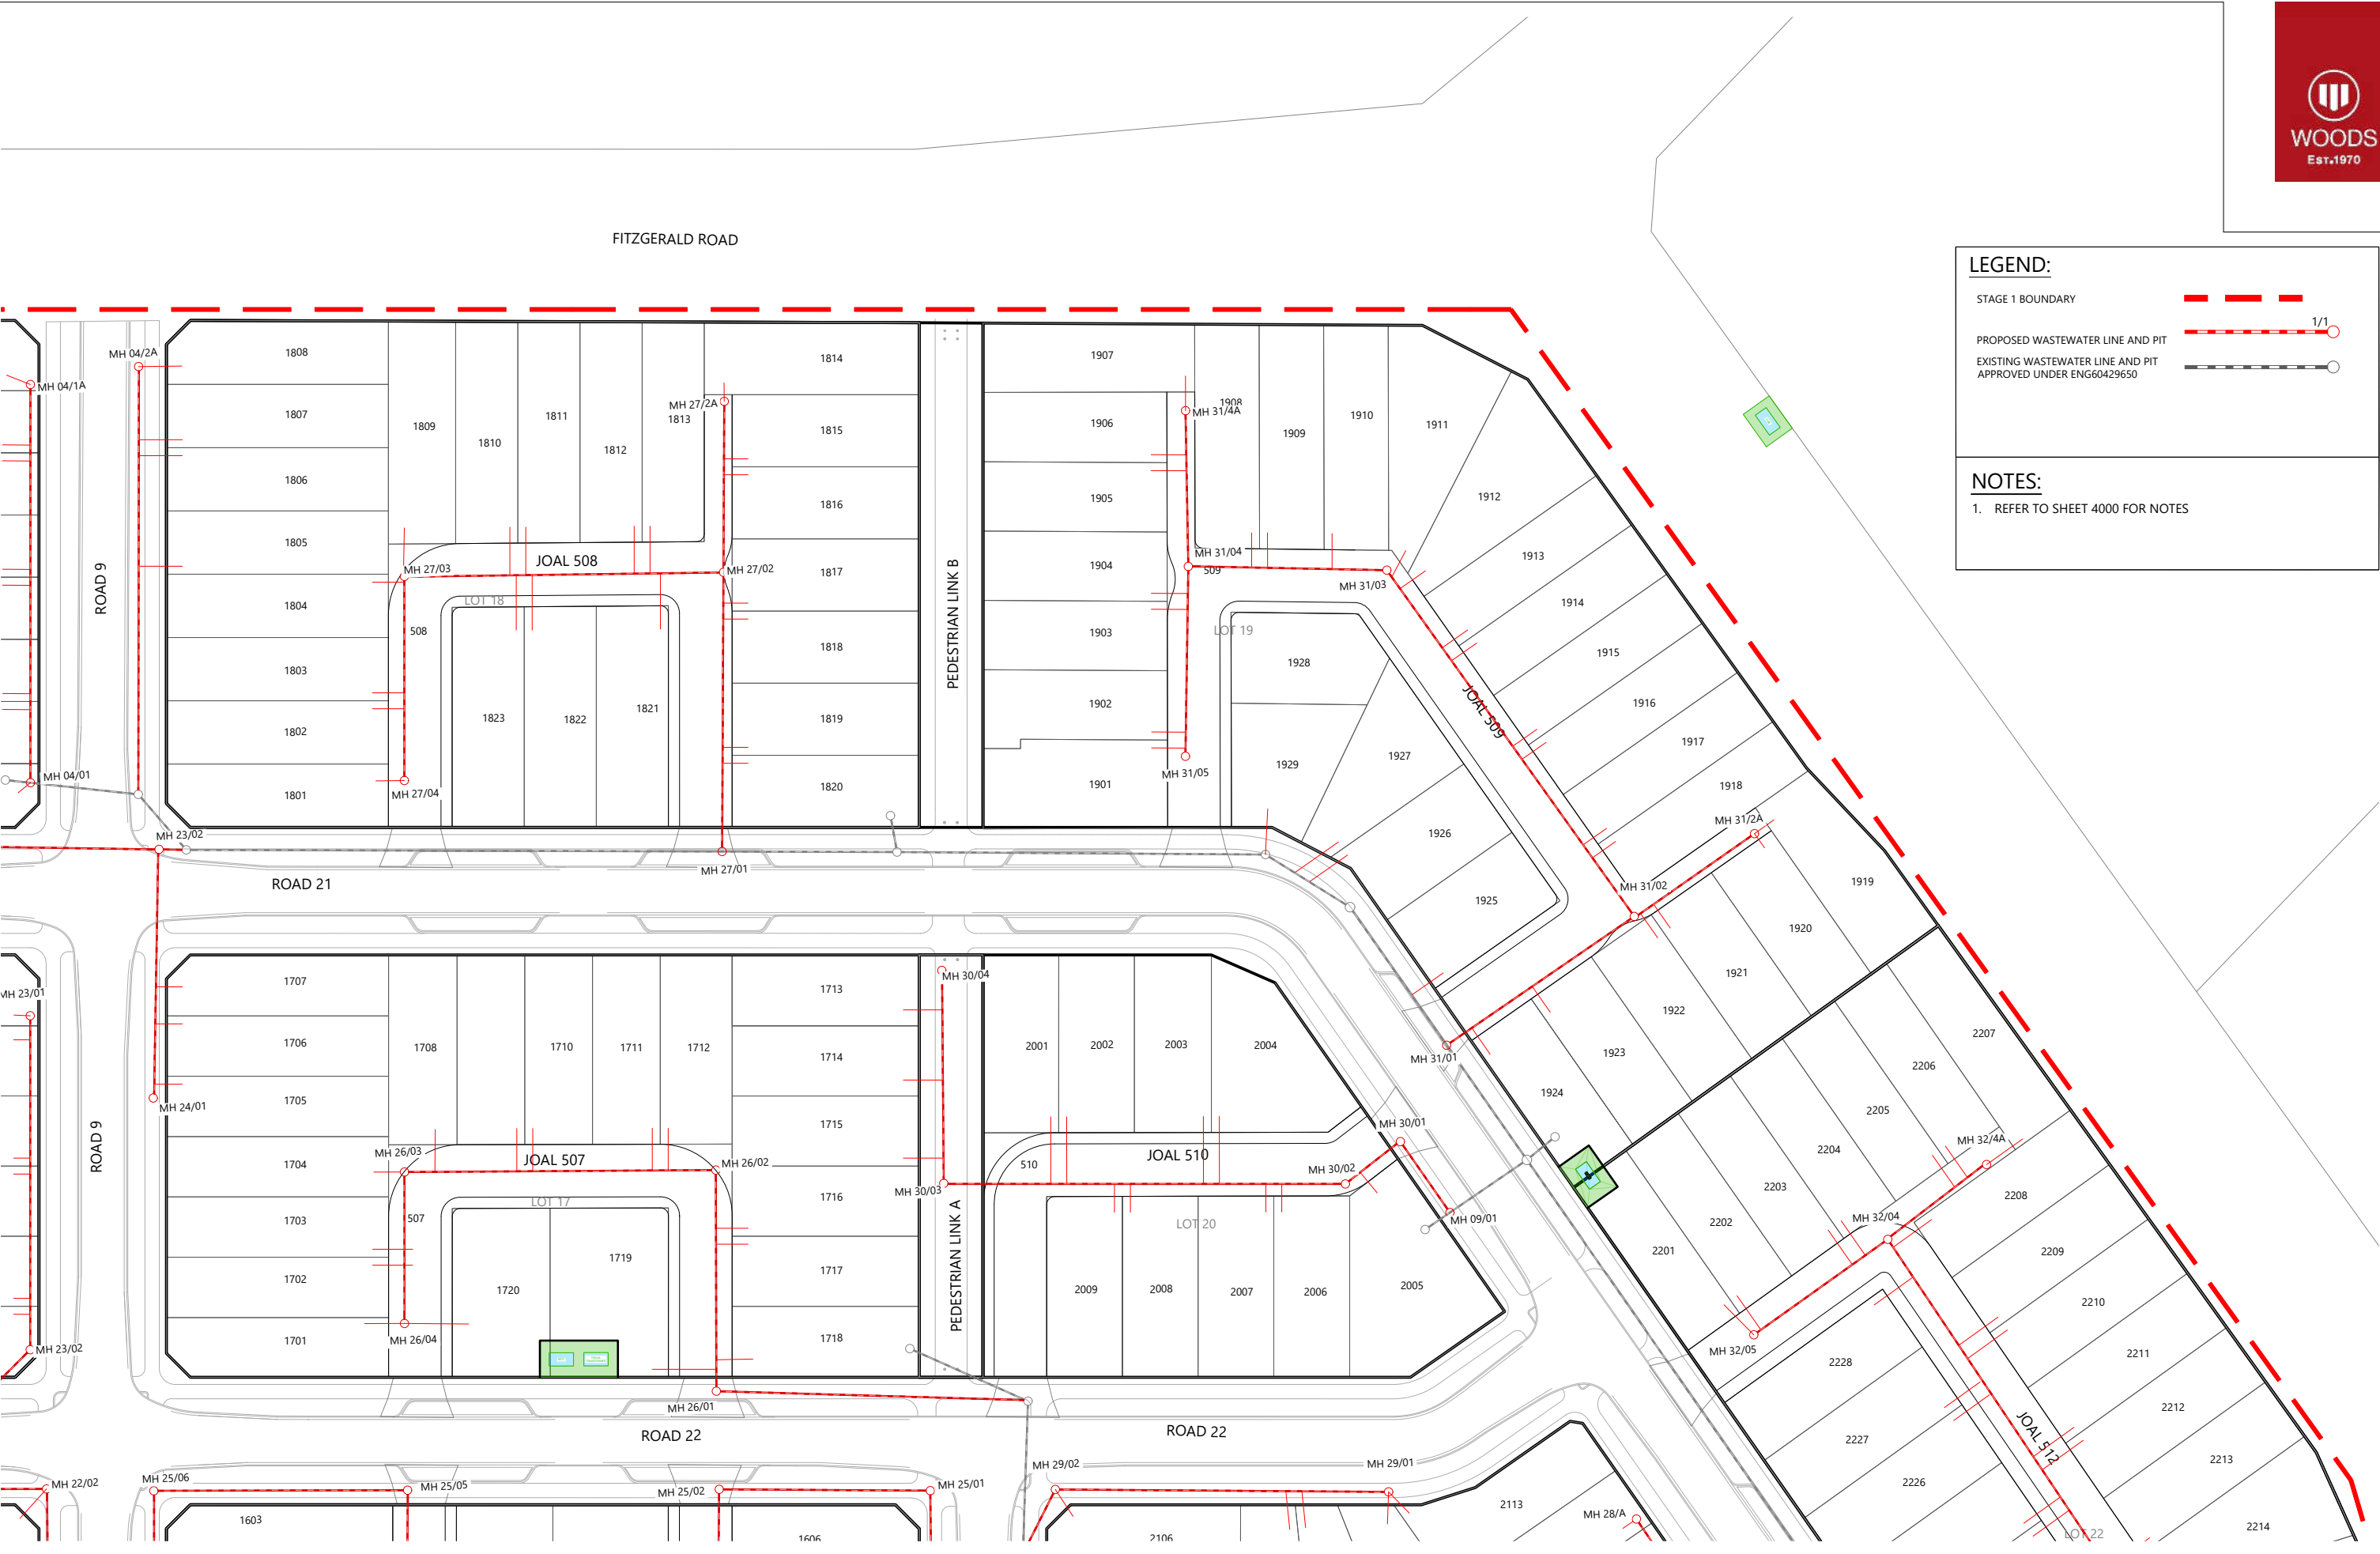 WOODS
EST.1970
FITZGERALD ROAD
LEGEND:
STAGE 1 BOUNDARY
1/1
PROPOSED WASTEWATER LINE AND PIT
EXISTING WASTEWATER LINE AND PIT
APPROVED UNDER ENG60429650
NOTES:
1. REFER TO SHEET 4000 FOR NOTES
MH 04/2A
MH 04/1A
MH 04/01
ROAD 9
1808
1807
1806
1805
1804
1803
1802
1801
1809
1810
1811
1812
1813
MH 27/2A
1814
1815
1816
1817
1818
1819
1820
JOAL 508
MH 27/03
MH 27/02
LOT 18
508
1823
1822
1821
MH 27/04
MH 27/01
MH 23/02
PEDESTRIAN LINK B
1907
1906
1905
1904
1903
1902
1901
1908
MH 31/4A
1909
1910
1911
1912
1913
1914
1915
1916
1917
1918
MH 31/04
509
MH 31/03
LOT 19
1928
1929
1927
1926
1925
JOAL 509
MH 31/05
MH 31/2A
MH 31/02
1919
1920
1921
1922
1923
1924
MH 31/01
ROAD 21
MH 23/01
MH 23/02
ROAD 9
MH 24/01
1707
1706
1705
1704
1703
1702
1701
1708
1710
1711
1712
1713
1714
1715
1716
1717
1718
MH 26/03
JOAL 507
MH 26/02
LOT 17
507
1719
1720
MH 26/04
MH 26/01
PEDESTRIAN LINK A
MH 30/04
2001
2002
2003
2004
MH 30/01
510
JOAL 510
MH 30/02
MH 30/03
LOT 20
MH 09/01
2009
2008
2007
2006
2005
2207
2206
2205
2204
2203
2202
2201
MH 32/4A
MH 32/04
MH 32/05
2208
2209
2210
2211
2212
2213
2214
2228
2227
2226
JOAL 512
LOT 22
ROAD 22
ROAD 22
MH 22/02
MH 25/06
MH 25/05
MH 25/02
MH 25/01
MH 29/02
MH 29/01
MH 28/A
1603
1606
2106
2113